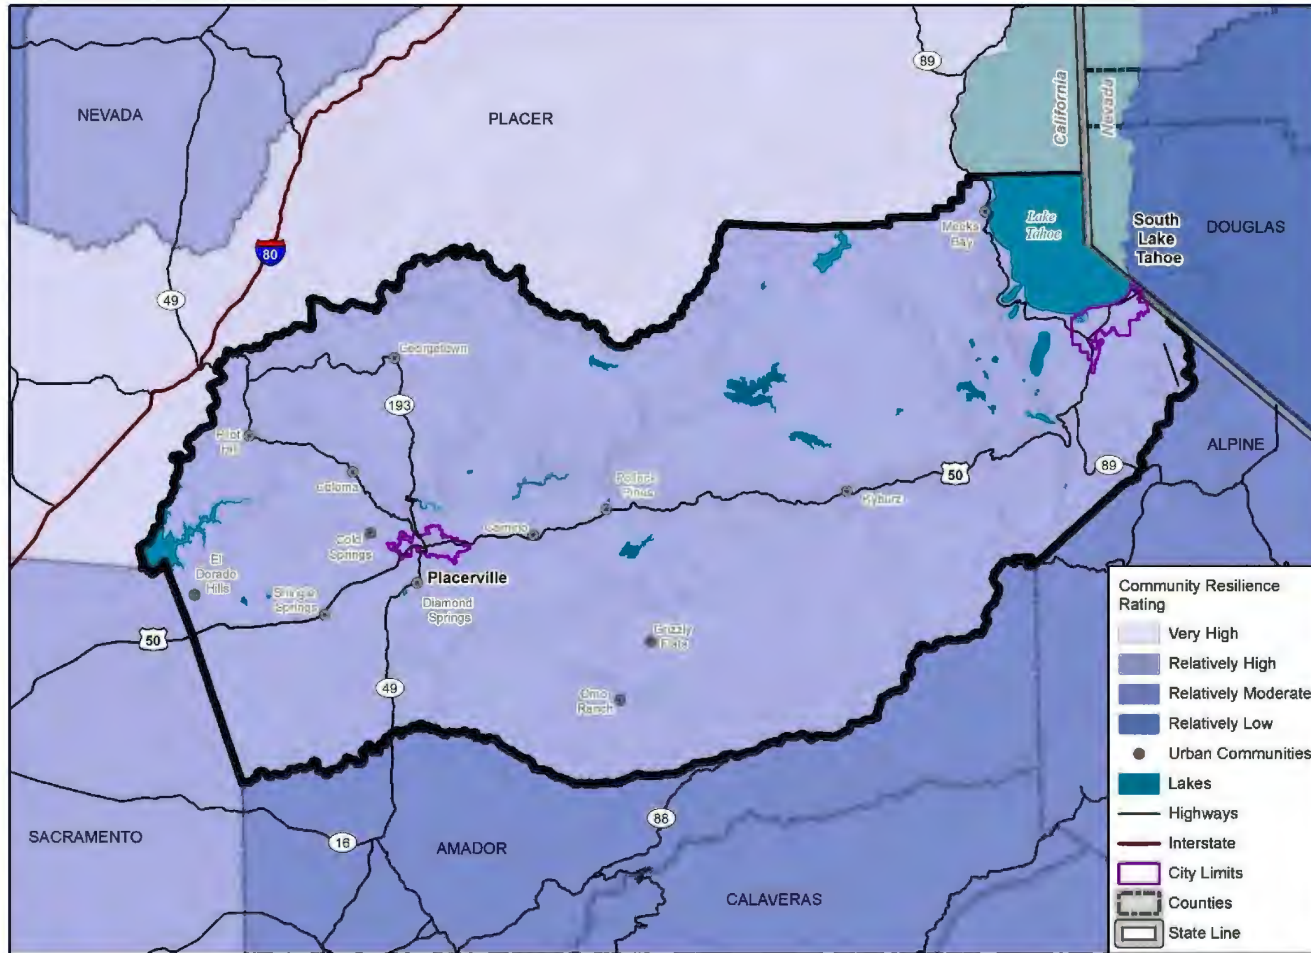 89
California
Nevada
NEVADA
PLACER
Lake
Tahoe
South
Lake
Tahoe
DOUGLAS
Meeks
Bay
80
49
Georgetown
193
Pilot
Hill
ALPINE
89
50
Coloma
Pollock
Pines
Kyburz
Camino
Cold
Springs
El
Dorado
Hills
Placerville
Shingle
Springs
Diamond
Springs
50
Grizzly
Flats
49
Omo
Ranch
SACRAMENTO
16
AMADOR
88
CALAVERAS
Community Resilience
Rating
Very High
Relatively High
Relatively Moderate
Relatively Low
Urban Communities
Lakes
Highways
Interstate
City Limits
Counties
State Line